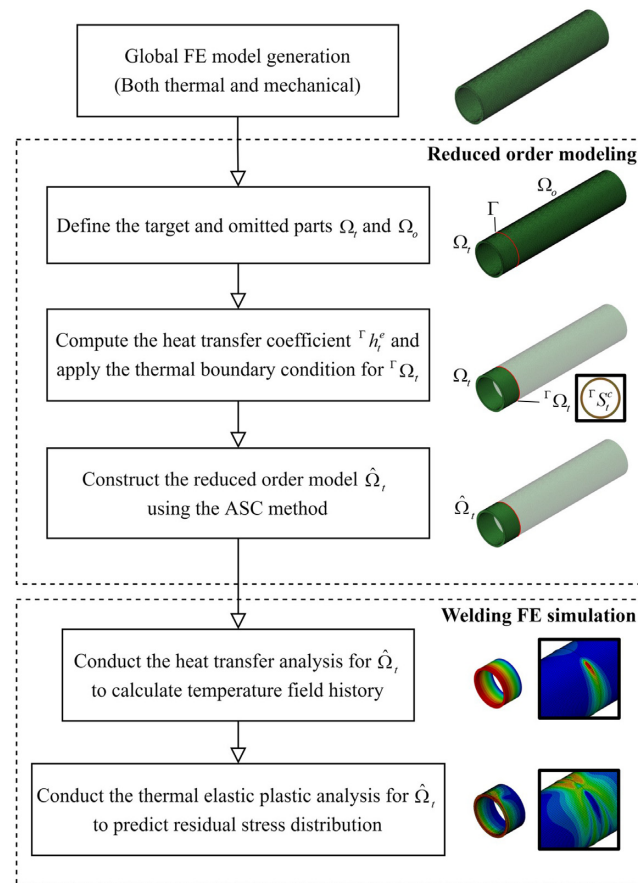 Global FE model generation
(Both thermal and mechanical)
Reduced order modeling
Define the target and omitted parts Ωt and Ωo
Ωo
Γ
Ωt
Compute the heat transfer coefficient Γhte and
apply the thermal boundary condition for ΓΩt
Ωt
ΓΩt
ΓStc
Construct the reduced order model Ω̂t
using the ASC method
Ω̂t
Welding FE simulation
Conduct the heat transfer analysis for Ω̂t
to calculate temperature field history
Conduct the thermal elastic plastic analysis for Ω̂t
to predict residual stress distribution